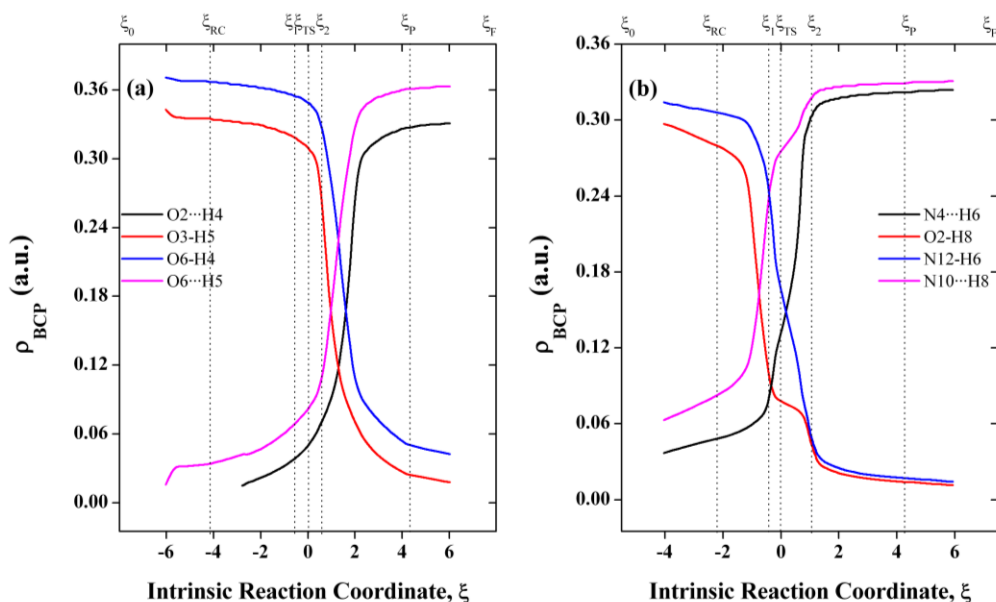 ξ₀ ξRC ξ₁ ξTS ξ₂ ξP ξF
(a)
0.36
0.30
0.24
0.18
0.12
0.06
0.00
ρBCP (a.u.)
O2···H4
O3-H5
O6-H4
O6···H5
-6 -4 -2 0 2 4 6
Intrinsic Reaction Coordinate, ξ
ξ₀ ξRC ξ₁ ξTS ξ₂ ξP ξF
(b)
0.36
0.30
0.24
0.18
0.12
0.06
0.00
ρBCP (a.u.)
N4···H6
O2-H8
N12-H6
N10···H8
-4 -2 0 2 4 6
Intrinsic Reaction Coordinate, ξ